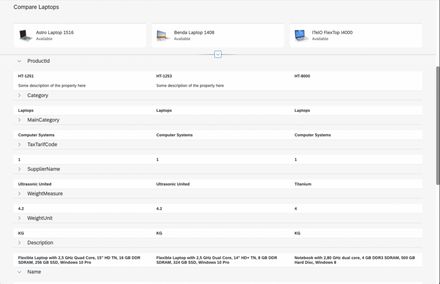 Compare Laptops
Astro Laptop 1516
Available
Benda Laptop 1408
Available
ITelO FlexTop I4000
Available
ProductId
HT-1251 HT-1253 HT-8000
Some description of the property here Some description of the property here
Category
Laptops Laptops Laptops
MainCategory
Computer Systems Computer Systems Computer Systems
TaxTarifCode
1 1 1
SupplierName
Ultrasonic United Ultrasonic United Titanium
WeightMeasure
4.2 4.2 4
WeightUnit
KG KG KG
Description
Flexible Laptop with 2,5 GHz Quad Core, 15" HD TN, 16 GB DDR Flexible Laptop with 2,5 GHz Dual Core, 14" HD+ TN, 8 GB DDR Notebook with 2,80 GHz dual core, 4 GB DDR3 SDRAM, 500 GB
SDRAM, 256 GB SSD, Windows 10 Pro SDRAM, 324 GB SSD, Windows 10 Pro Hard Disc, Windows 8
Name